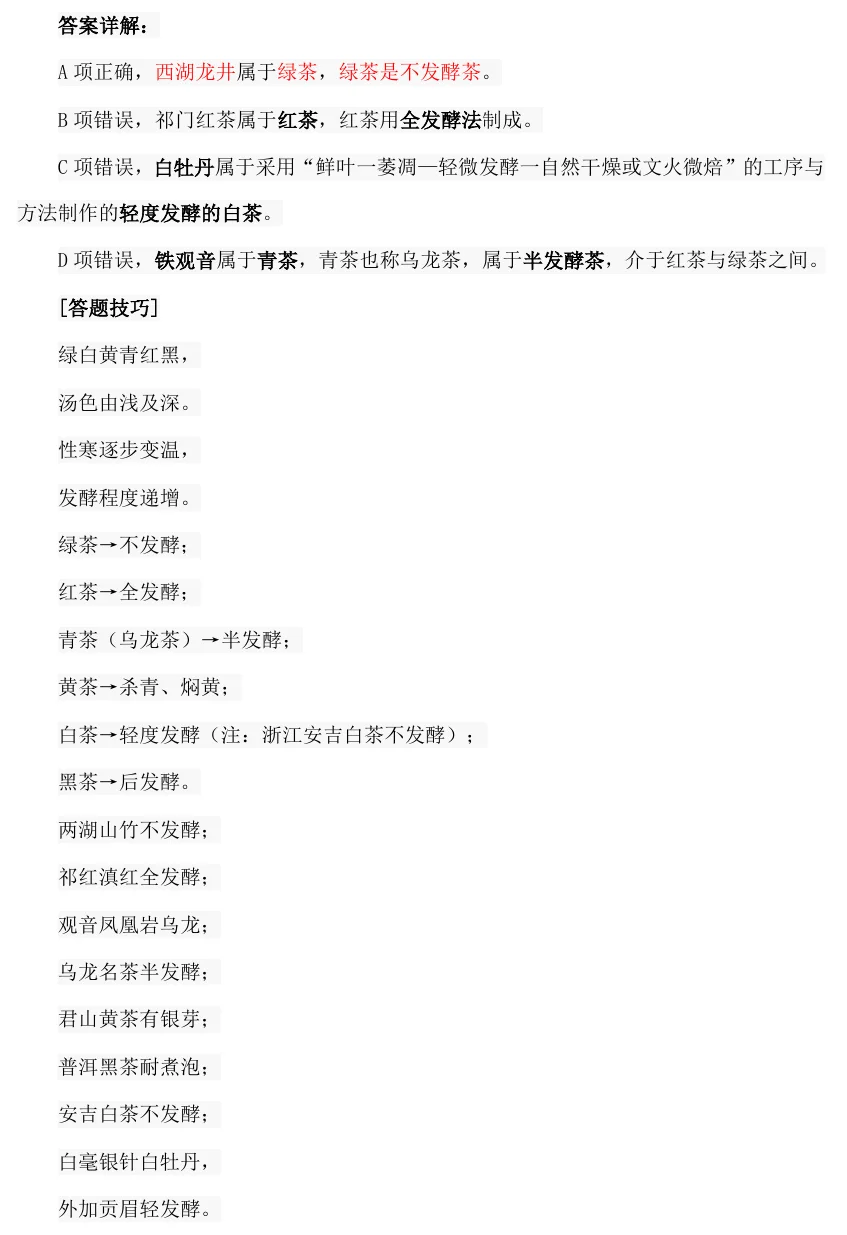 答案详解：
A 项正确，西湖龙井属于绿茶，绿茶是不发酵茶。
B 项错误，祁门红茶属于红茶，红茶用全发酵法制成。
C 项错误，白牡丹属于采用“鲜叶一萎凋—轻微发酵一自然干燥或文火微焙”的工序与
方法制作的轻度发酵的白茶。
D 项错误，铁观音属于青茶，青茶也称乌龙茶，属于半发酵茶，介于红茶与绿茶之间。
[答题技巧]
绿白黄青红黑，
汤色由浅及深。
性寒逐步变温，
发酵程度递增。
绿茶→不发酵；
红茶→全发酵；
青茶（乌龙茶）→半发酵；
黄茶→杀青、焖黄；
白茶→轻度发酵（注：浙江安吉白茶不发酵）；
黑茶→后发酵。
两湖山竹不发酵；
祁红滇红全发酵；
观音凤凰岩乌龙；
乌龙名茶半发酵；
君山黄茶有银芽；
普洱黑茶耐煮泡；
安吉白茶不发酵；
白毫银针白牡丹，
外加贡眉轻发酵。